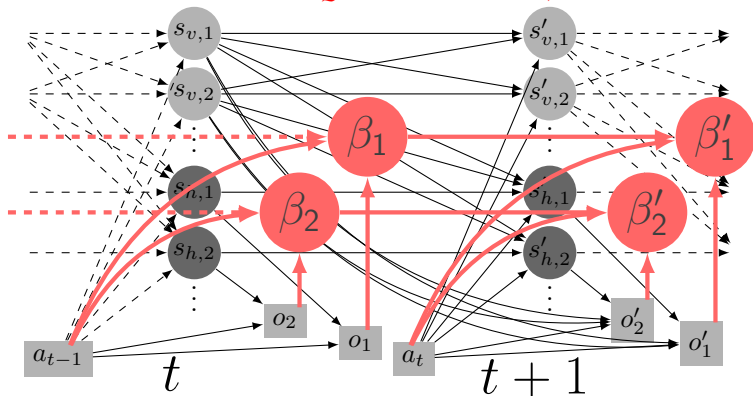 s_{v,1} s'_{v,1}
s_{v,2} s'_{v,2}
β_1 β'_1
s_{h,1} s'_{h,1}
β_2 β'_2
s_{h,2} s'_{h,2}
o_2 o'_2
a_{t−1} o_1 a_t o'_1
t t + 1